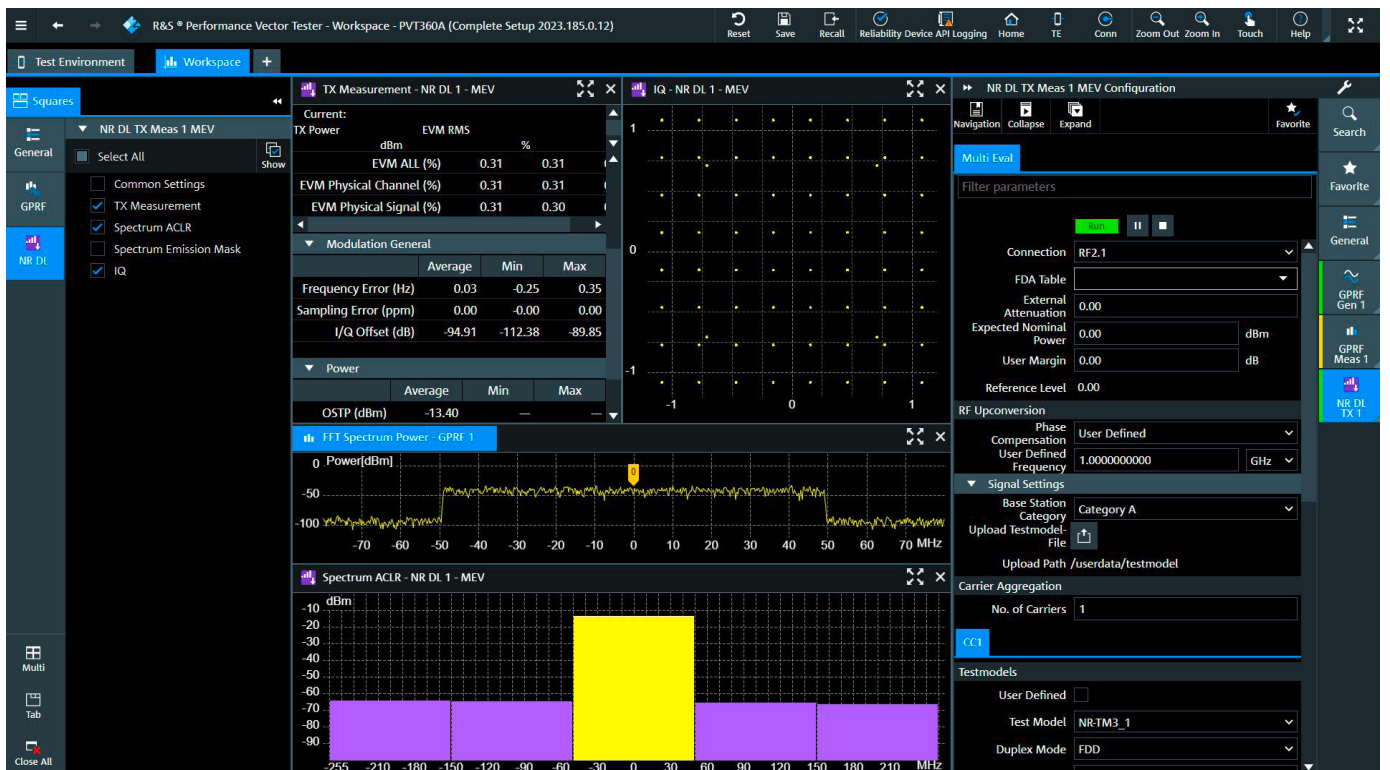 R&S ® Performance Vector Tester - Workspace - PVT360A (Complete Setup 2023.185.0.12)
Reset Save Recall Reliability Device API Logging Home TE Conn Zoom Out Zoom In Touch Help
Test Environment Workspace +
Squares
General
GPRF
NR DL
Multi
Tab
Close All
NR DL TX Meas 1 MEV
Select All
Show
Common Settings
TX Measurement
Spectrum ACLR
Spectrum Emission Mask
IQ
TX Measurement - NR DL 1 - MEV
Current:
TX Power EVM RMS
dBm %
EVM ALL (%) 0.31 0.31
EVM Physical Channel (%) 0.31 0.31
EVM Physical Signal (%) 0.31 0.30
Modulation General
Average Min Max
Frequency Error (Hz) 0.03 -0.25 0.35
Sampling Error (ppm) 0.00 -0.00 0.00
I/Q Offset (dB) -94.91 -112.38 -89.85
Power
Average Min Max
OSTP (dBm) -13.40 --- ---
IQ - NR DL 1 - MEV
1
0
-1
-1 0 1
FFT Spectrum Power - GPRF 1
Power[dBm]
0
0
-50
-100
-70 -60 -50 -40 -30 -20 -10 0 10 20 30 40 50 60 70 MHz
Spectrum ACLR - NR DL 1 - MEV
dBm
-10
-20
-30
-40
-50
-60
-70
-80
-90
-255 -210 -180 -150 -120 -90 -60 -30 0 30 60 90 120 150 180 210 MHz
NR DL TX Meas 1 MEV Configuration
Navigation Collapse Expand Favorite
Multi Eval
Filter parameters
Run
Connection RF2.1
FDA Table
External
Attenuation 0.00
Expected Nominal
Power 0.00 dBm
User Margin 0.00 dB
Reference Level 0.00
RF Upconversion
Phase
Compensation User Defined
User Defined
Frequency 1.0000000000 GHz
Signal Settings
Base Station
Category Category A
Upload Testmodel-
File
Upload Path /userdata/testmodel
Carrier Aggregation
No. of Carriers 1
CC1
Testmodels
User Defined
Test Model NR-TM3_1
Duplex Mode FDD
Search
Favorite
General
GPRF
Gen 1
GPRF
Meas 1
NR DL
TX 1